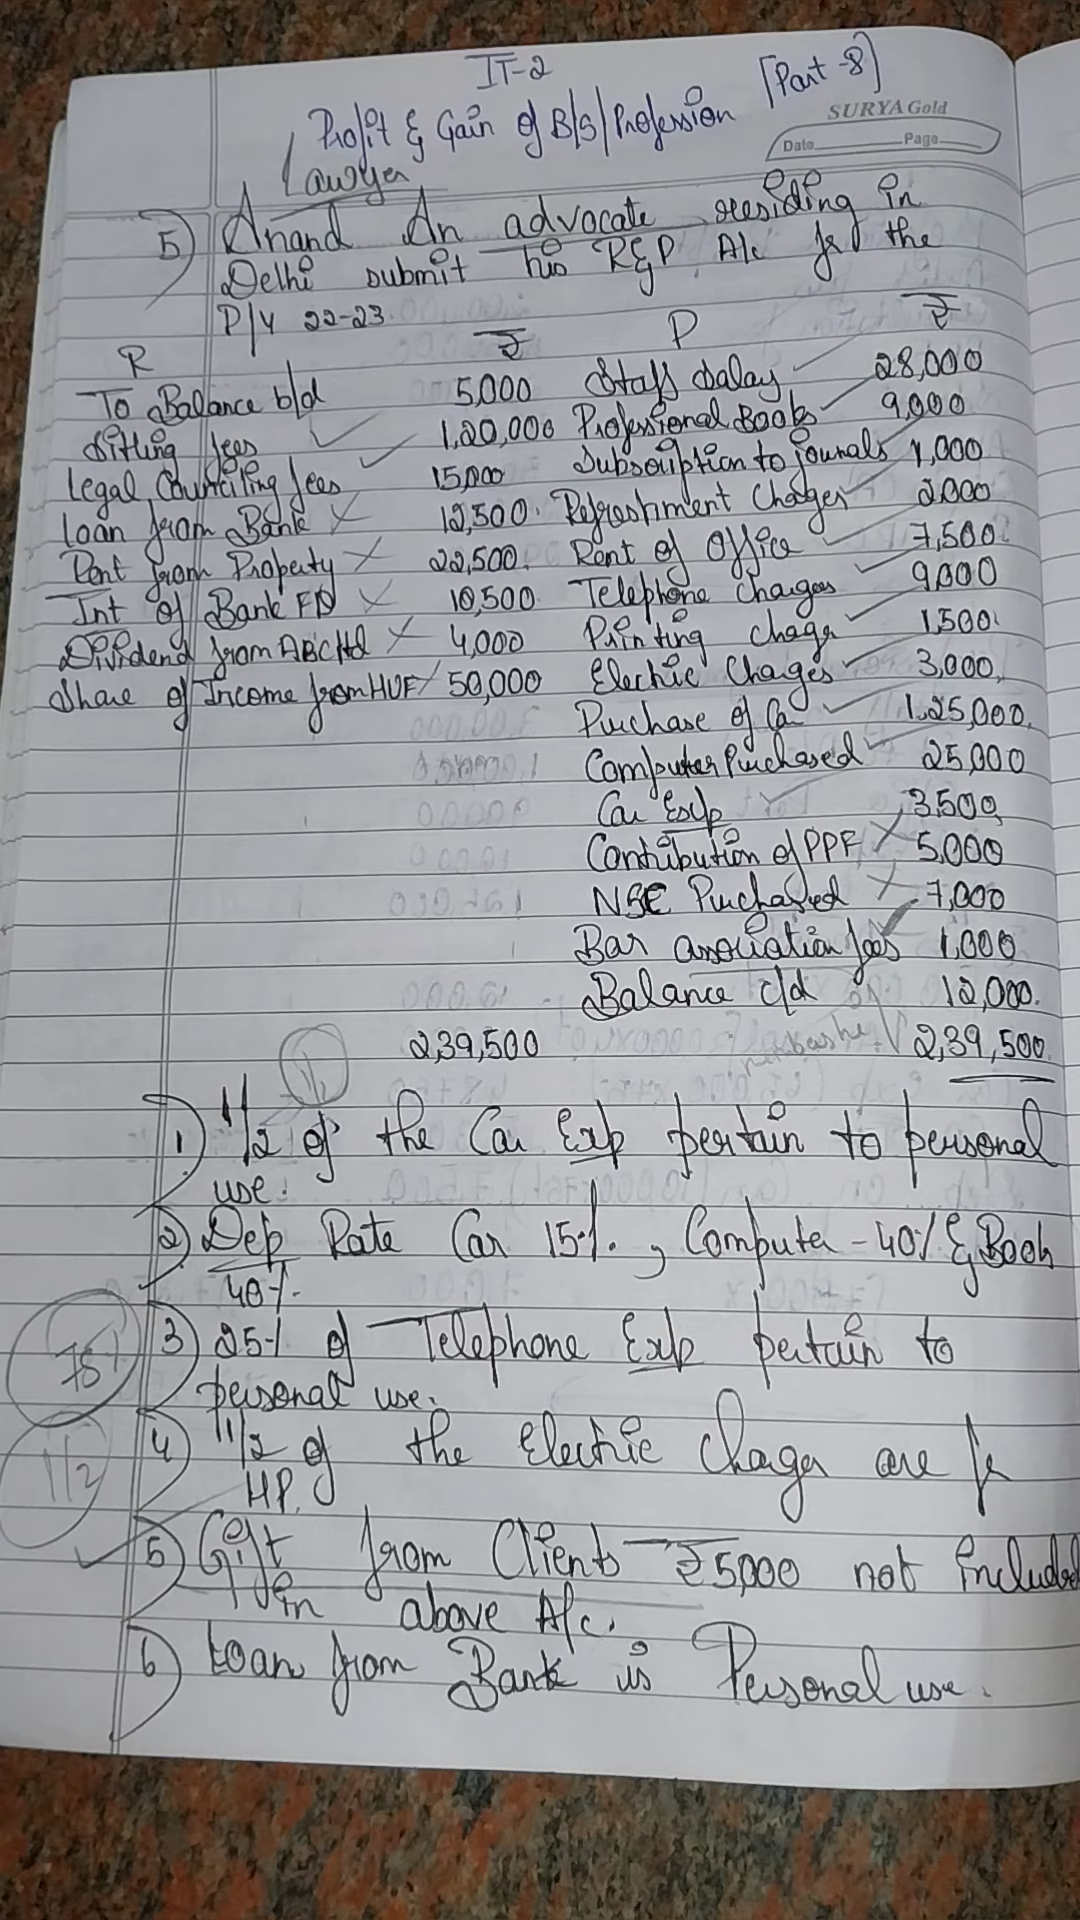 IT-2
Profit & Gain of B/S/Profession [Part-8]
SURYA Gold
Date Page
Lawyer
5) Anand An advocate residing in
Delhi submit his R&P A/c for the
P/Y 22-23.
R ₹ P ₹
To Balance b/d 5,000 Staff Salay 28,000
Sitting fees 1,20,000 Professional Books 9,000
Legal Counciling fees 15,000 Subscription to journals 1,000
Loan from Bank 12,500. Refreshment Charges 2000
Rent from Property 22,500. Rent of Office 7,500.
Int of Bank FD 10,500. Telephone Charges 9,000
Dividend from ABC Ltd 4,000 Printing Charge 1,500.
Share of Income from HUF 50,000 Electric Charges 3,000
Purchase of Car 1,25,000.
Computer Purchased 25,000
Car Exp 3,500
Contribution of PPF 5,000
NSC Purchased 7,000
Bar association fees 1,000
Balance c/d 12,000.
2,39,500 2,39,500
1) 1/2 of the Car Exp pertain to personal
use.
2) Dep Rate Car 15%, Computer - 40% & Book
40%.
3) 25% of Telephone Exp pertain to
75%
personal use.
4) 1/2 of the Electric Charges are for
1/2
HP.
5) Gift from Clients ₹5,000 not included
in above A/c.
6) Loan from Bank is Personal use.